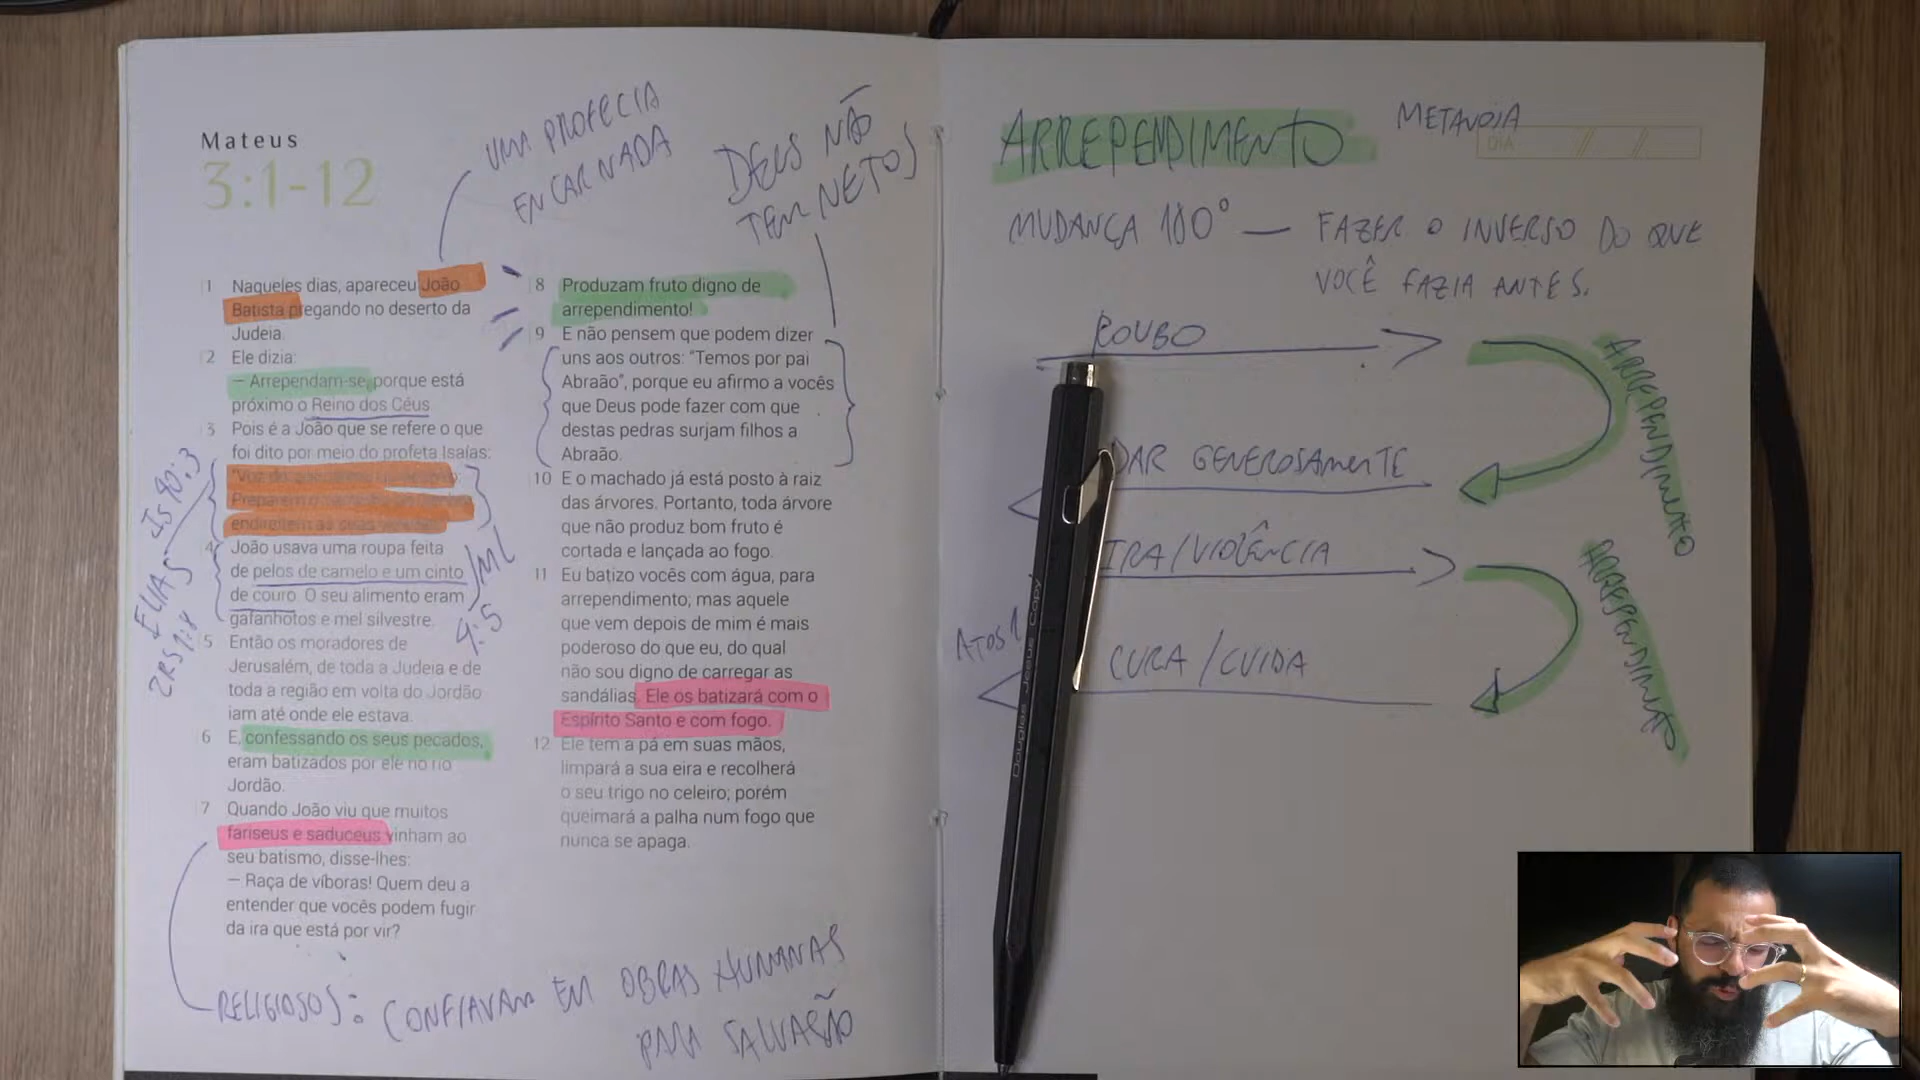 UMA PROFECIA
ENCARNADA
DEUS NÃO
TEM NETOS
Mateus
3:1-12
1 Naqueles dias, apareceu João
Batista pregando no deserto da
Judeia.
2 Ele dizia:
– Arrependam-se, porque está
próximo o Reino dos Céus
3 Pois é a João que se refere o que
foi dito por meio do profeta Isaías:
"Voz do que
Preparem o
endireitem as suas
4 João usava uma roupa feita
de pelos de camelo e um cinto
de couro. O seu alimento eram
gafanhotos e mel silvestre.
5 Então os moradores de
Jerusalém, de toda a Judeia e de
toda a região em volta do Jordão
iam até onde ele estava.
6 E, confessando os seus pecados,
eram batizados por ele no rio
Jordão.
7 Quando João viu que muitos
fariseus e saduceus vinham ao
seu batismo, disse-lhes:
– Raça de víboras! Quem deu a
entender que vocês podem fugir
da ira que está por vir?
Is 40:3
ELIAS
2RS 1:8
ML
4:5
8 Produzam fruto digno de
arrependimento!
9 E não pensem que podem dizer
uns aos outros: "Temos por pai
Abraão", porque eu afirmo a vocês
que Deus pode fazer com que
destas pedras surjam filhos a
Abraão.
10 E o machado já está posto à raiz
das árvores. Portanto, toda árvore
que não produz bom fruto é
cortada e lançada ao fogo.
11 Eu batizo vocês com água, para
arrependimento; mas aquele
que vem depois de mim é mais
poderoso do que eu, do qual
não sou digno de carregar as
sandálias. Ele os batizará com o
Espírito Santo e com fogo.
12 Ele tem a pá em suas mãos,
limpará a sua eira e recolherá
o seu trigo no celeiro; porém
queimará a palha num fogo que
nunca se apaga.
RELIGIOSOS: CONFIAVAM EM OBRAS HUMANAS
PARA SALVAÇÃO
ARREPENDIMENTO METANOIA
DIA / /
MUDANÇA 180° — FAZER O INVERSO DO QUE
VOCÊ FAZIA ANTES.
ROUBO
ARREPENDIMENTO
DAR GENEROSAMENTE
IRA/VIOLÊNCIA
ARREPENDIMENTO
ATOS 1
CURA/CUIDA
Douglas Jeans Copy